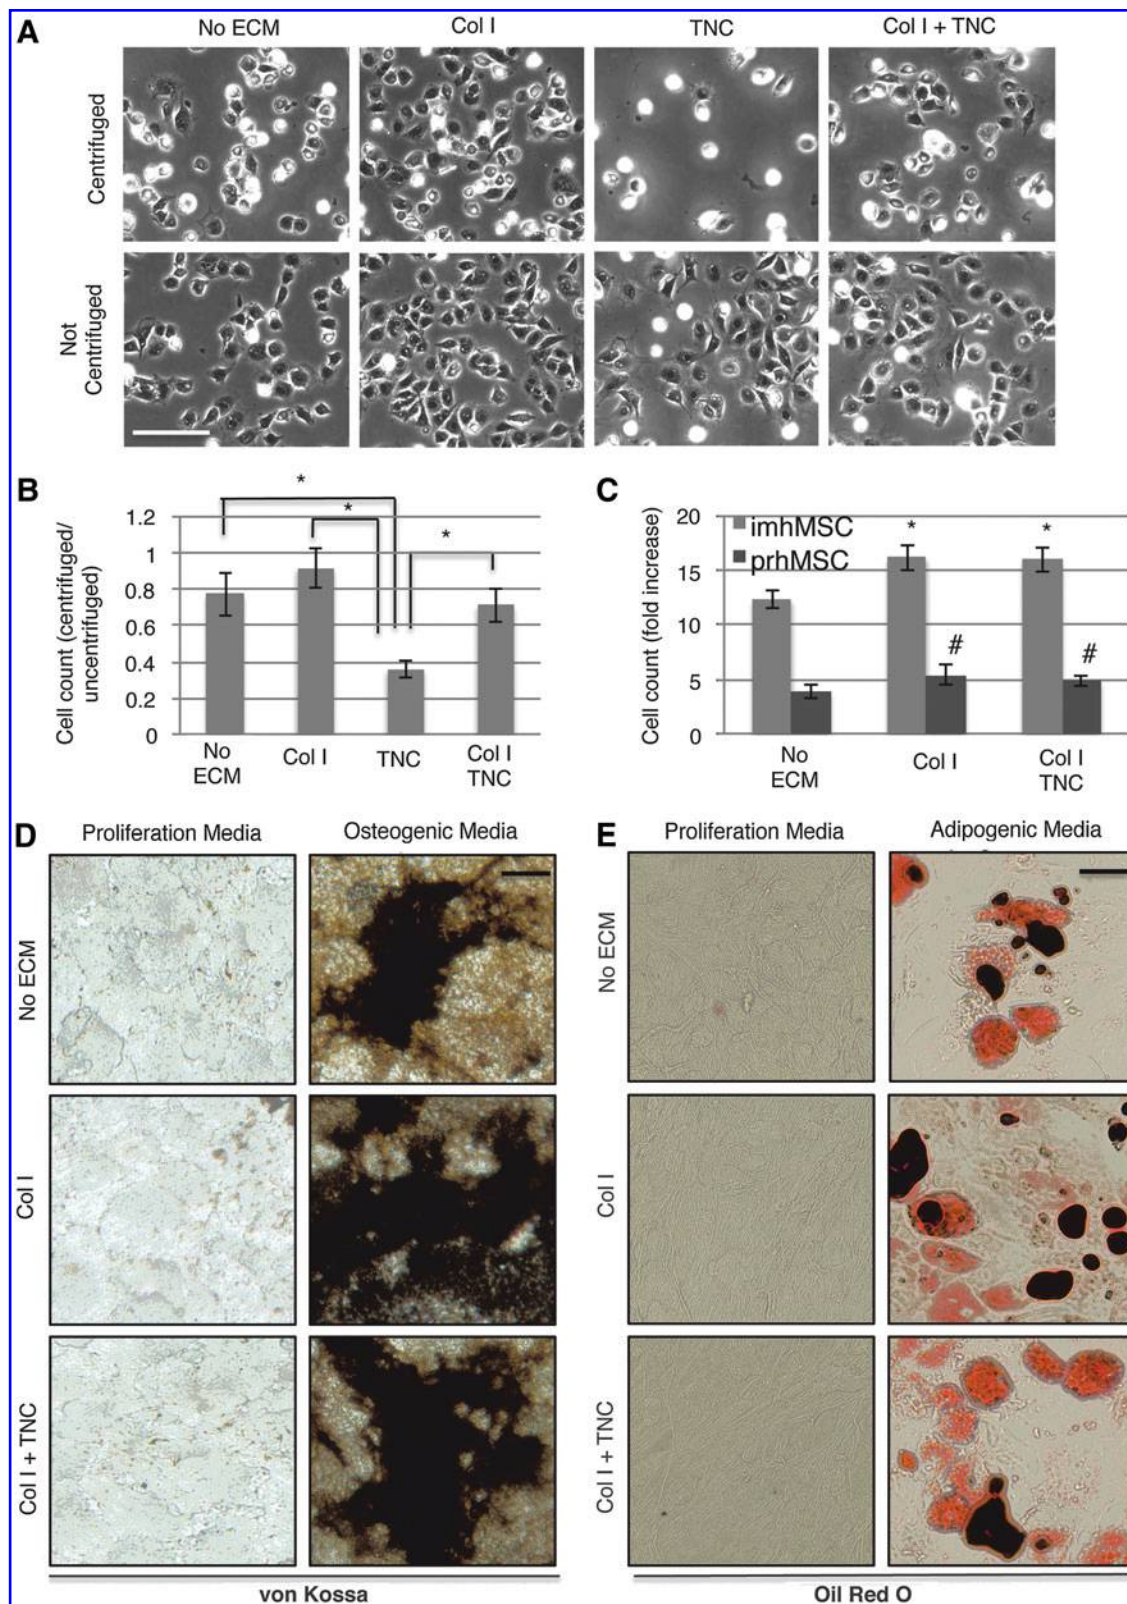 A
No ECM
Col I
TNC
Col I + TNC
Centrifuged
Not
Centrifuged
B
Cell count (centrifuged/
uncentrifuged)
1.2
1
0.8
0.6
0.4
0.2
0
*
*
*
No
ECM
Col I
TNC
Col I
TNC
C
Cell count (fold increase)
20
15
10
5
0
imhMSC
prhMSC
*
*
#
#
No
ECM
Col I
Col I
TNC
D
Proliferation Media
Osteogenic Media
No ECM
Col I
Col I + TNC
von Kossa
E
Proliferation Media
Adipogenic Media
No ECM
Col I
Col I + TNC
Oil Red O